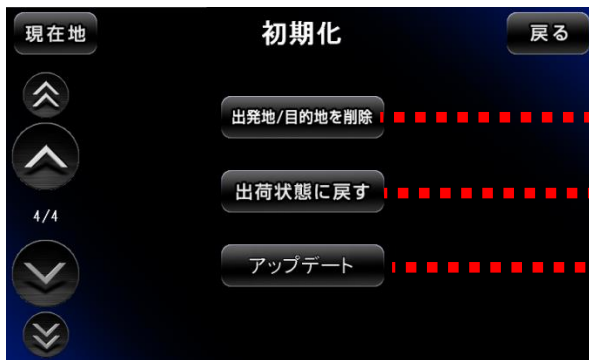 現在地
初期化
戻る
出発地/目的地を削除
4/4
出荷状態に戻す
アップデート